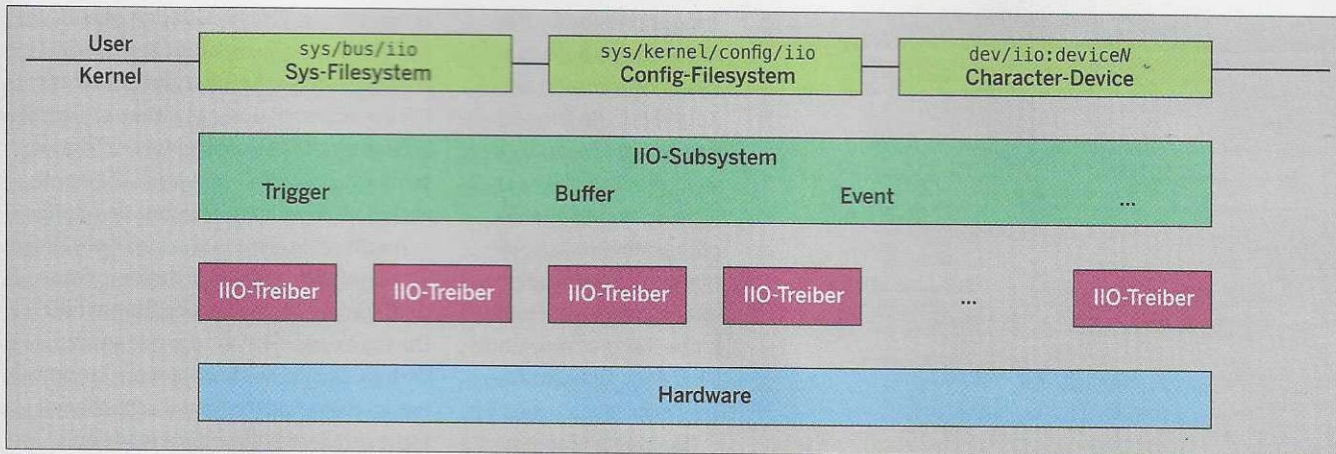 User
Kernel
sys/bus/iio
Sys-Filesystem
sys/kernel/config/iio
Config-Filesystem
dev/iio:deviceN
Character-Device
IIO-Subsystem
Trigger Buffer Event ...
IIO-Treiber IIO-Treiber IIO-Treiber IIO-Treiber ... IIO-Treiber
Hardware